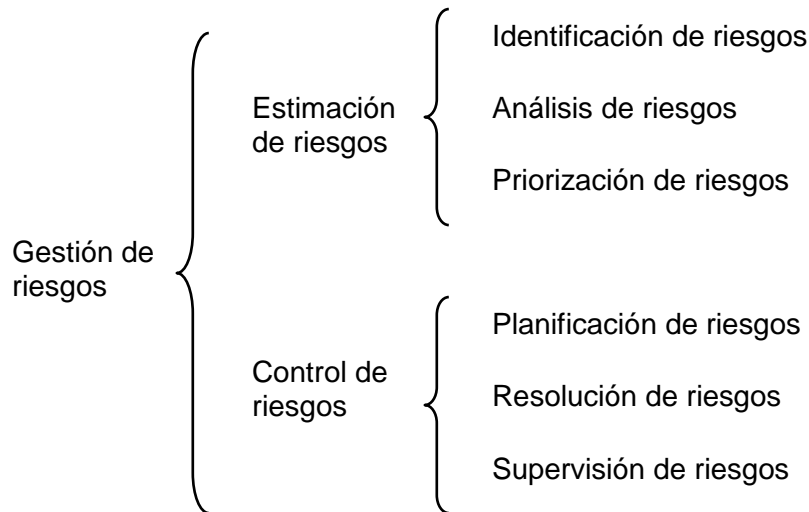 Gestión de
riesgos
Estimación
de riesgos
Identificación de riesgos
Análisis de riesgos
Priorización de riesgos
Control de
riesgos
Planificación de riesgos
Resolución de riesgos
Supervisión de riesgos